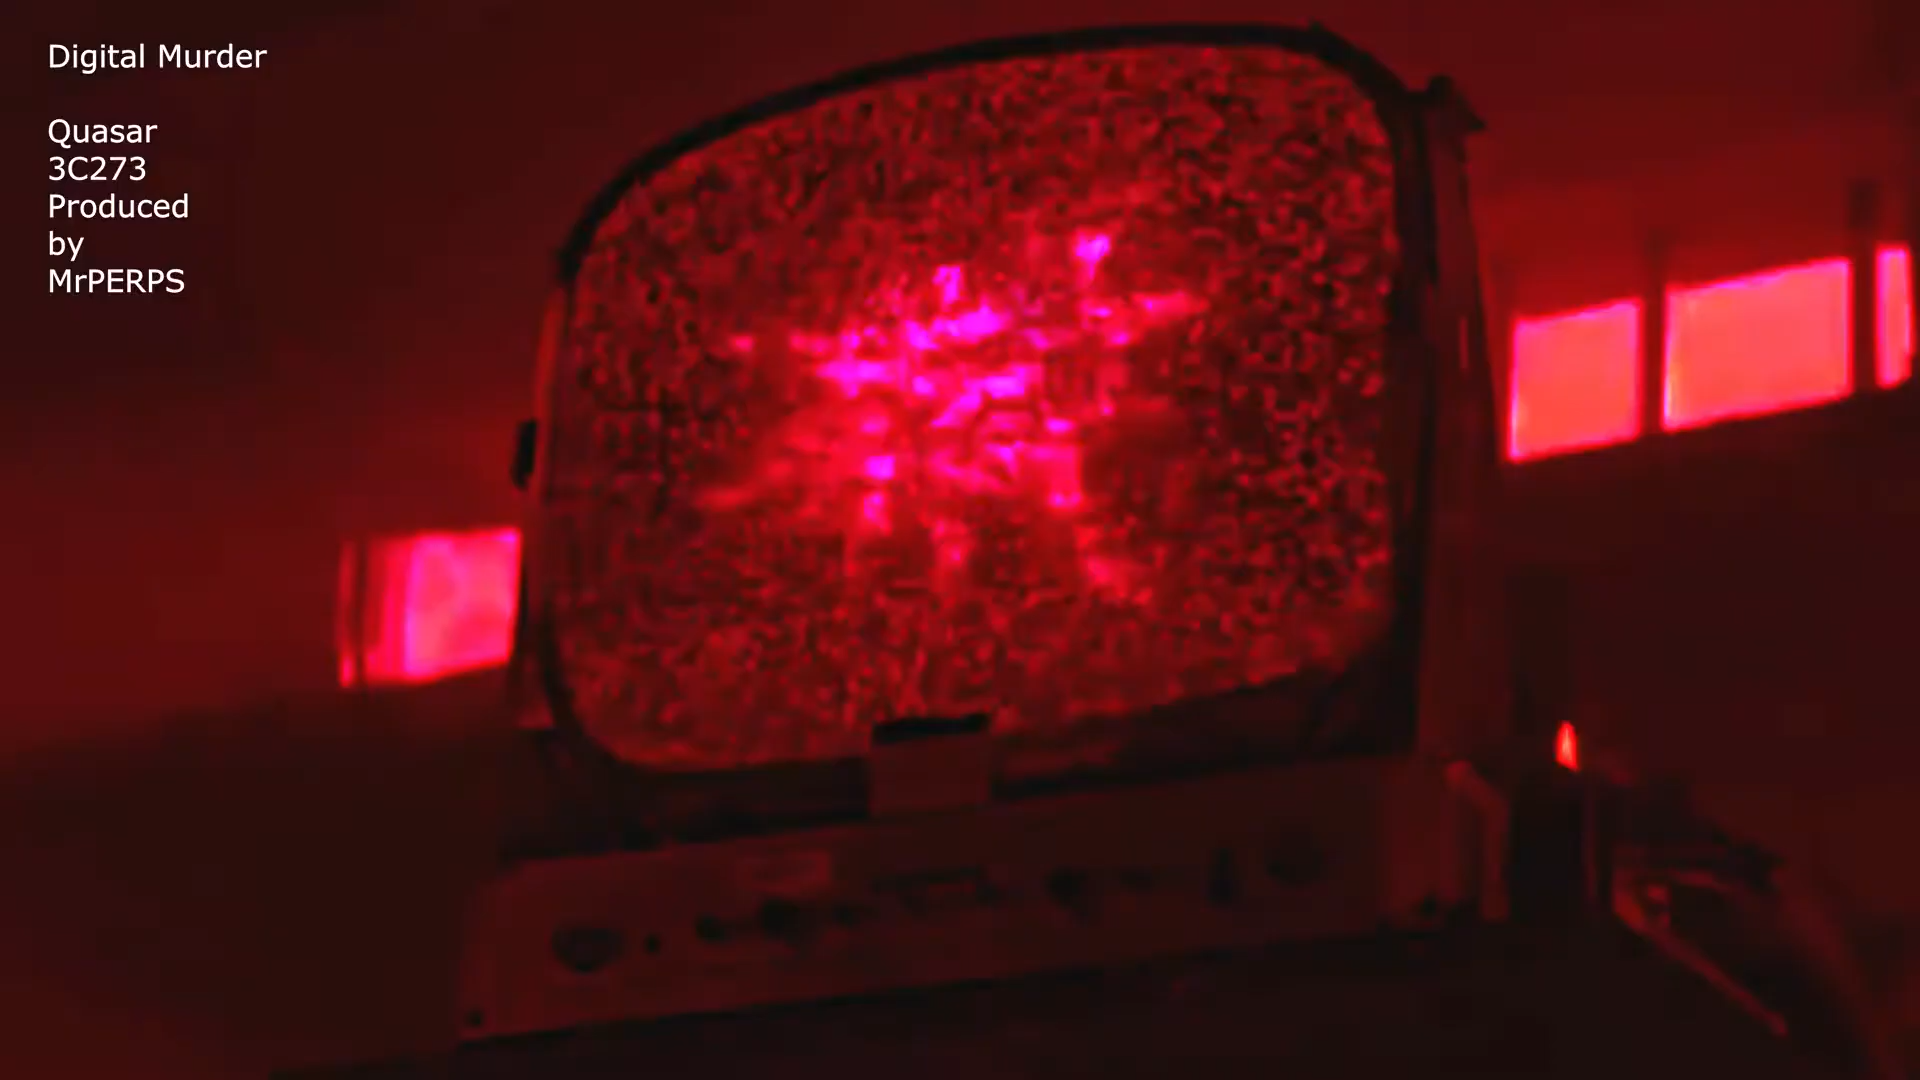 Digital Murder
Quasar
3C273
Produced
by
MrPERPS